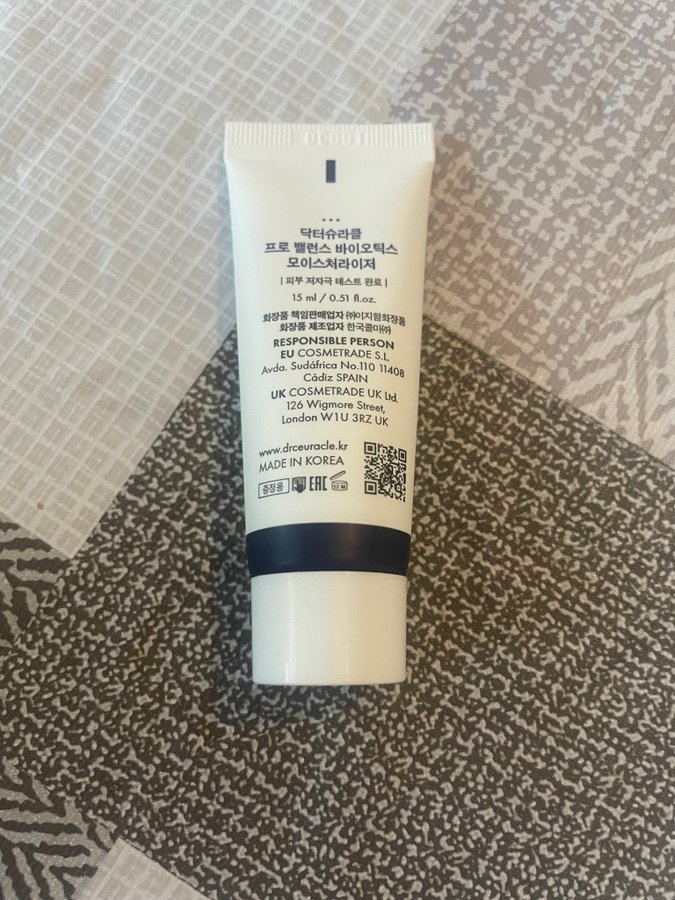 닥터슈라클
프로 밸런스 바이오틱스
모이스처라이저
| 피부 저자극 테스트 완료 |
15 ml / 0.51 fl.oz.
화장품 책임판매업자 ㈜이지함화장품
화장품 제조업자 한국콜마㈜
RESPONSIBLE PERSON
EU COSMETRADE S.L.
Avda. Sudáfrica No.110 11408
Cádiz SPAIN
UK COSMETRADE UK Ltd.
126 Wigmore Street,
London W1U 3RZ UK
www.drceuracle.kr
MADE IN KOREA
증정용 EAC 12 M